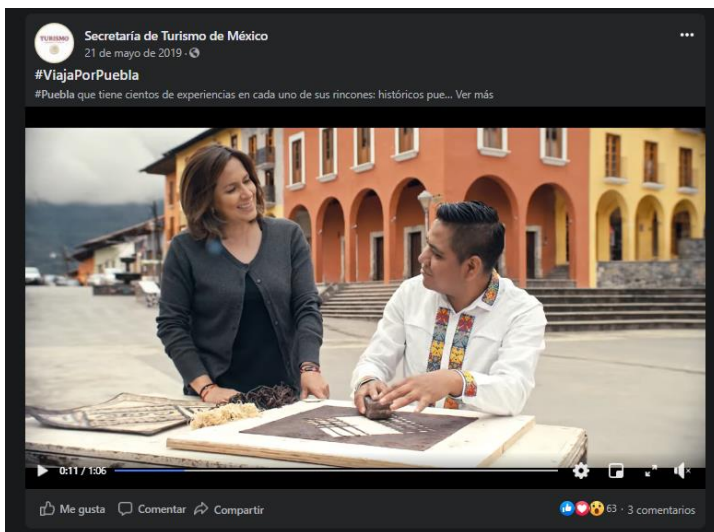 TURISMO
Secretaría de Turismo de México
21 de mayo de 2019 ·
#ViajaPorPuebla
#Puebla que tiene cientos de experiencias en cada uno de sus rincones: históricos pue... Ver más
0:11 / 1:06
Me gusta Comentar Compartir
63 · 3 comentarios